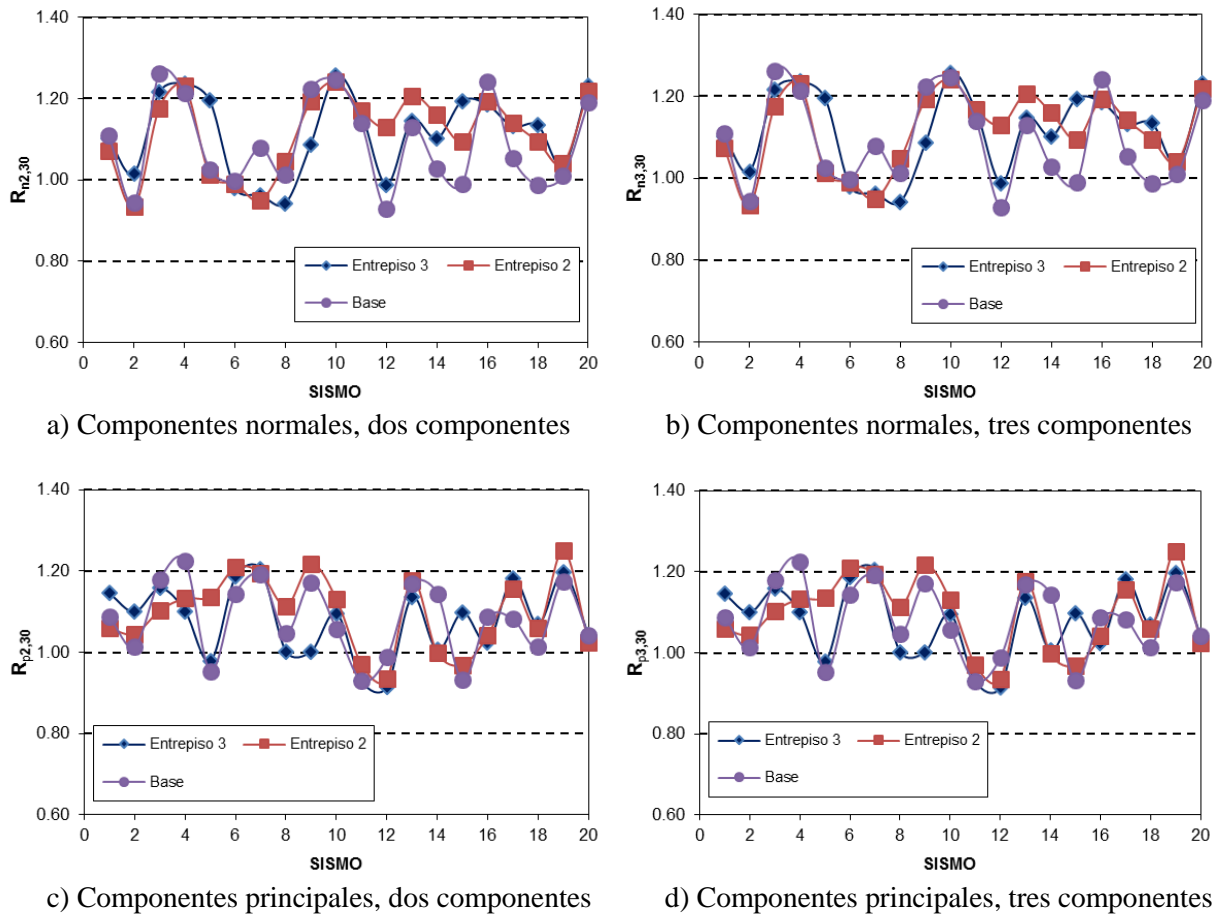 1.40
1.20
1.00
0.80
0.60
R_n2,30
0 2 4 6 8 10 12 14 16 18 20
SISMO
Entrepiso 3 Entrepiso 2
Base
a) Componentes normales, dos componentes
1.40
1.20
1.00
0.80
0.60
R_n3,30
0 2 4 6 8 10 12 14 16 18 20
SISMO
Entrepiso 3 Entrepiso 2
Base
b) Componentes normales, tres componentes
1.40
1.20
1.00
0.80
0.60
R_p2,30
0 2 4 6 8 10 12 14 16 18 20
SISMO
Entrepiso 3 Entrepiso 2
Base
c) Componentes principales, dos componentes
1.40
1.20
1.00
0.80
0.60
R_p3,30
0 2 4 6 8 10 12 14 16 18 20
SISMO
Entrepiso 3 Entrepiso 2
Base
d) Componentes principales, tres componentes